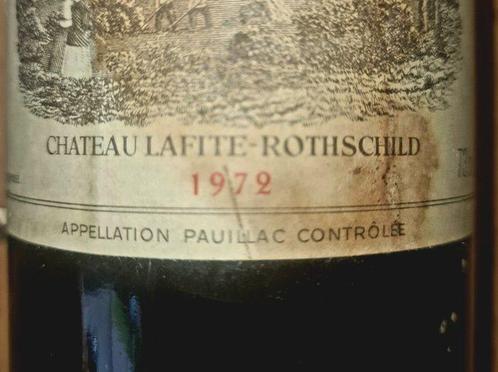 CHATEAU LAFITE-ROTHSCHILD
1972
APPELLATION PAUILLAC CONTRÔLÉE